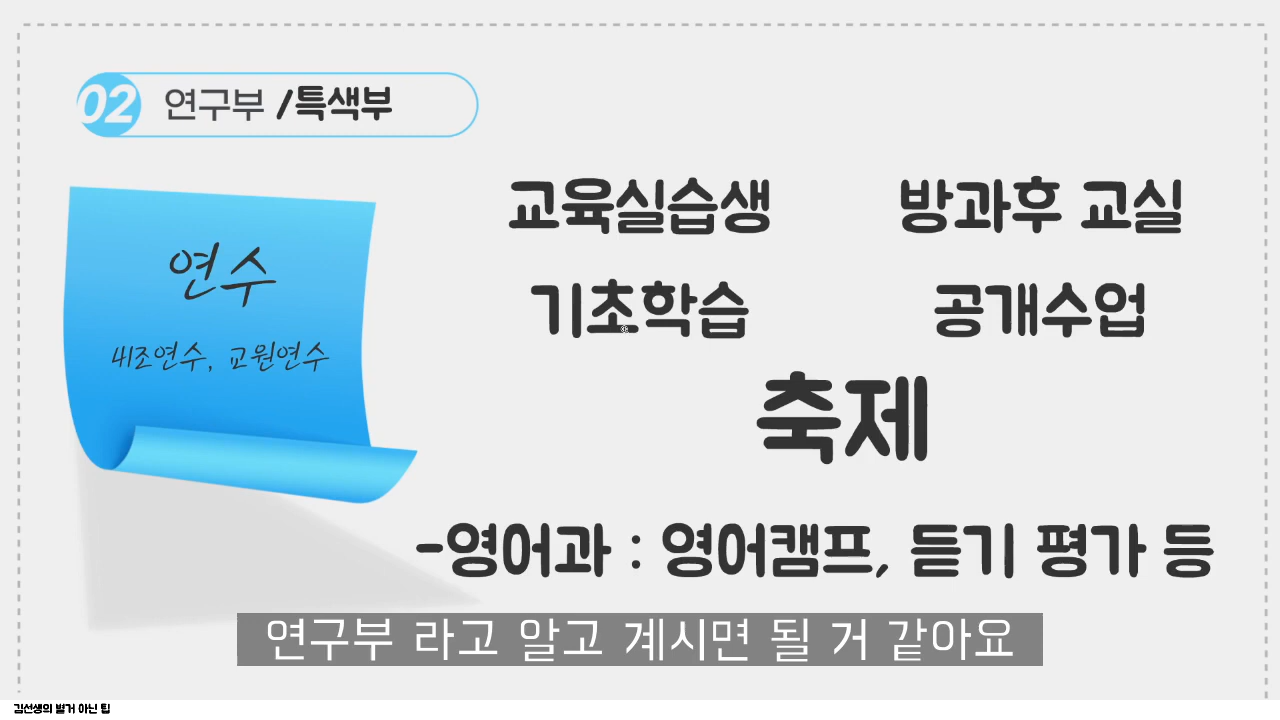 02 연구부 /특색부
연수
내조연수, 교원연수
교육실습생 방과후 교실
기초학습 공개수업
축제
-영어과 : 영어캠프, 듣기 평가 등
연구부 라고 알고 계시면 될 거 같아요
김선생의 별거 아닌 팁